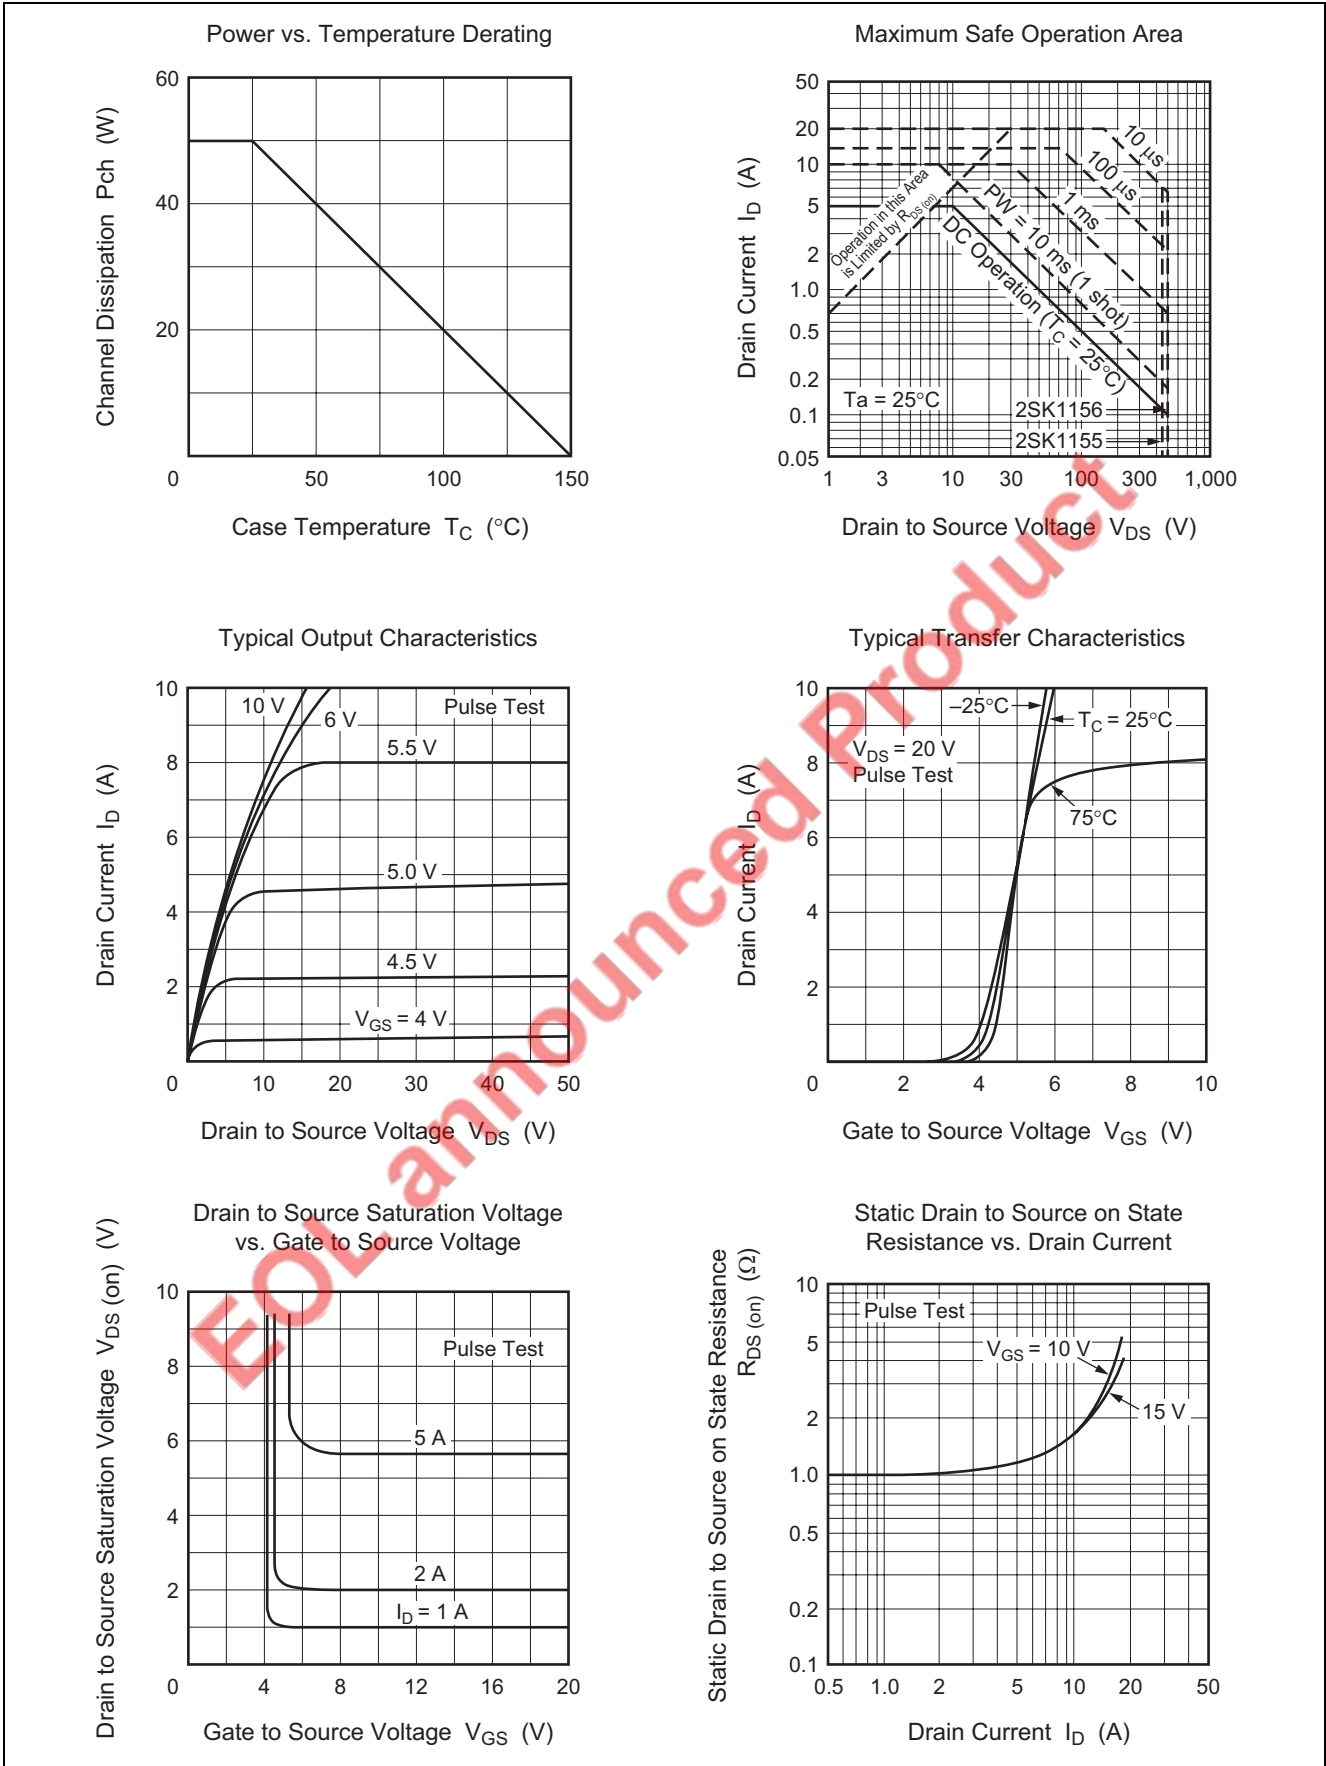 Power vs. Temperature Derating
Channel Dissipation Pch (W)
60
40
20
0
50
100
150
Case Temperature TC (°C)
Maximum Safe Operation Area
Drain Current ID (A)
50
20
10
5
2
1.0
0.5
0.2
0.1
0.05
10 μs
100 μs
1 ms
PW = 10 ms (1 shot)
DC Operation (TC = 25°C)
Operation in this Area
is Limited by RDS (on)
Ta = 25°C
2SK1156
2SK1155
1
3
10
30
100
300
1,000
Drain to Source Voltage VDS (V)
Typical Output Characteristics
Drain Current ID (A)
10
8
6
4
2
0
10 V
6 V
Pulse Test
5.5 V
5.0 V
4.5 V
VGS = 4 V
10
20
30
40
50
Drain to Source Voltage VDS (V)
Typical Transfer Characteristics
Drain Current ID (A)
10
8
6
4
2
0
–25°C
TC = 25°C
VDS = 20 V
Pulse Test
75°C
2
4
6
8
10
Gate to Source Voltage VGS (V)
Drain to Source Saturation Voltage
vs. Gate to Source Voltage
Drain to Source Saturation Voltage VDS (on) (V)
10
8
6
4
2
0
Pulse Test
5 A
2 A
ID = 1 A
4
8
12
16
20
Gate to Source Voltage VGS (V)
Static Drain to Source on State
Resistance vs. Drain Current
Static Drain to Source on State Resistance
RDS (on) (Ω)
10
5
2
1.0
0.5
0.2
0.1
Pulse Test
VGS = 10 V
15 V
0.5
1.0
2
5
10
20
50
Drain Current ID (A)
EOL announced Product